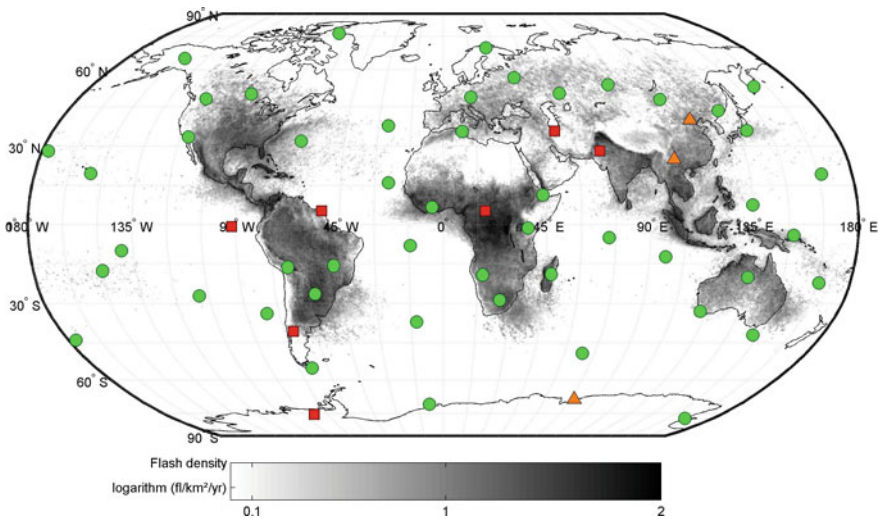 90° N
60° N
30° N
180° W 135° W 90° W 45° W 0 45° E 90° E 135° E 180° E
30° S
60° S
90° S
Flash density
logarithm (fl/km²/yr)
0.1 1 2